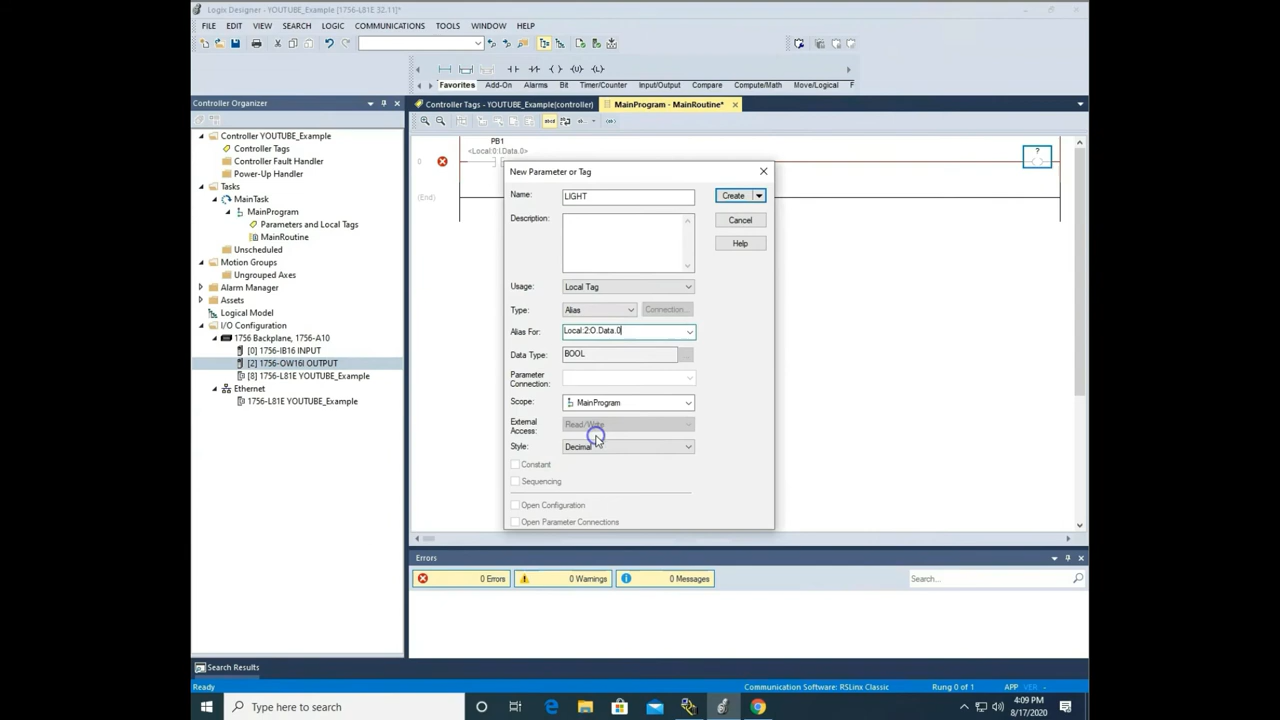 Logix Designer - YOUTUBE_Example [1756-L81E 32.11]*
FILE EDIT VIEW SEARCH LOGIC COMMUNICATIONS TOOLS WINDOW HELP
Favorites Add-On Alarms Bit Timer/Counter Input/Output Compare Compute/Math Move/Logical F
Controller Organizer
Controller Tags - YOUTUBE_Example(controller)
MainProgram - MainRoutine*
Controller YOUTUBE_Example
Controller Tags
Controller Fault Handler
Power-Up Handler
Tasks
MainTask
MainProgram
Parameters and Local Tags
MainRoutine
Unscheduled
Motion Groups
Ungrouped Axes
Alarm Manager
Assets
Logical Model
I/O Configuration
1756 Backplane, 1756-A10
[0] 1756-IB16 INPUT
[2] 1756-OW16I OUTPUT
[8] 1756-L81E YOUTUBE_Example
Ethernet
1756-L81E YOUTUBE_Example
PB1
<Local:0:I.Data.0>
0
?
(End)
New Parameter or Tag
Name: LIGHT
Create
Description:
Cancel
Help
Usage: Local Tag
Type: Alias
Connection...
Alias For: Local:2:O.Data.0
Data Type: BOOL
...
Parameter
Connection:
Scope: MainProgram
External
Access: Read/Write
Style: Decimal
Constant
Sequencing
Open Configuration
Open Parameter Connections
Errors
0 Errors
0 Warnings
0 Messages
Search...
Search Results
Ready
Communication Software: RSLinx Classic
Rung 0 of 1
APP VER
Type here to search
4:09 PM
8/17/2020